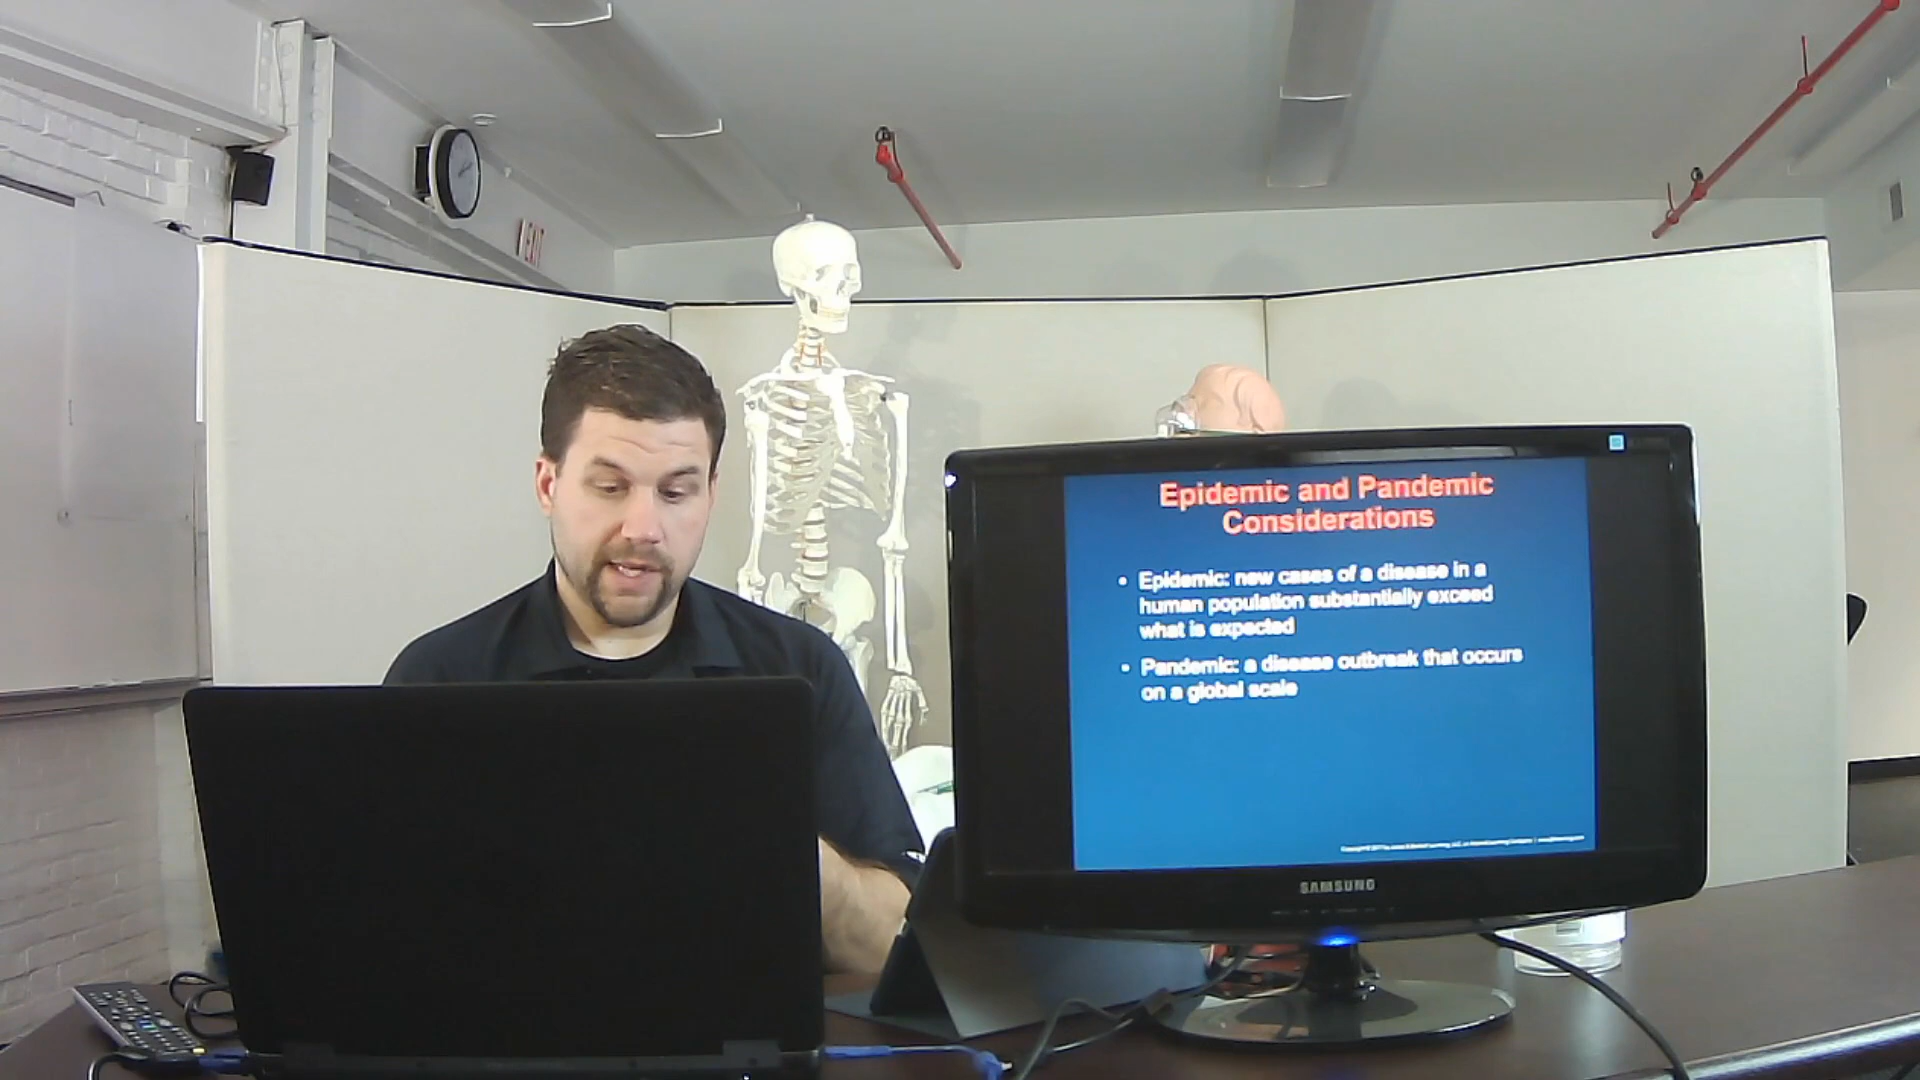 EXIT
Epidemic and Pandemic
Considerations
• Epidemic: new cases of a disease in a
human population substantially exceed
what is expected
• Pandemic: a disease outbreak that occurs
on a global scale
SAMSUNG